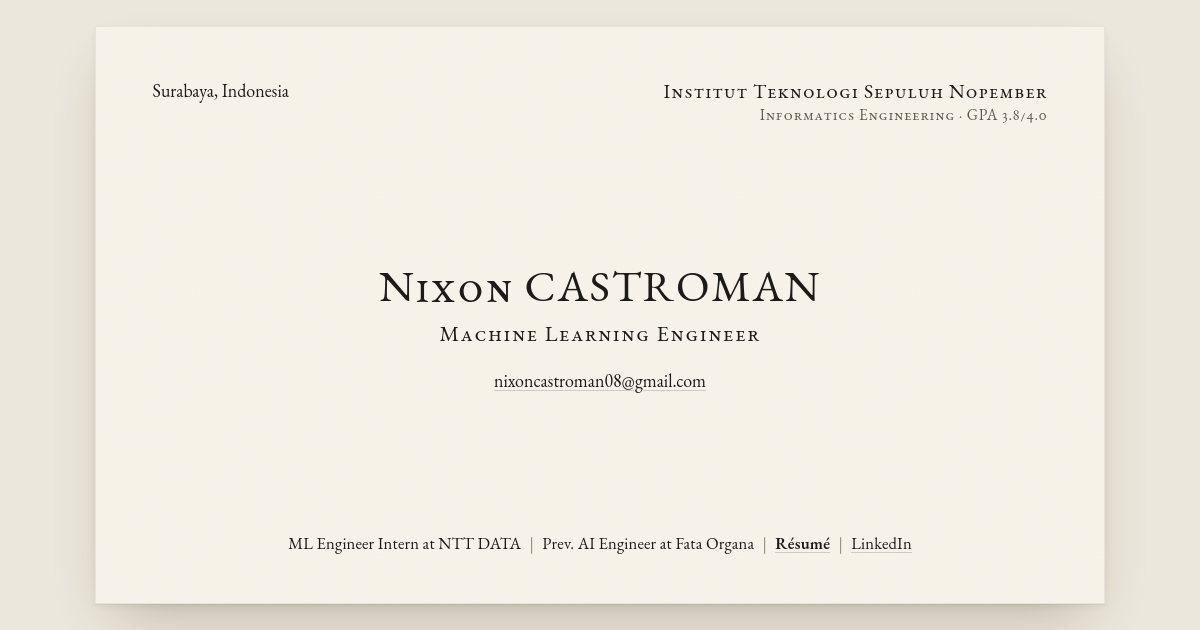 Surabaya, Indonesia
Institut Teknologi Sepuluh Nopember
Informatics Engineering · GPA 3.8/4.0
Nixon CASTROMAN
Machine Learning Engineer
nixoncastroman08@gmail.com
ML Engineer Intern at NTT DATA | Prev. AI Engineer at Fata Organa | Résumé | LinkedIn